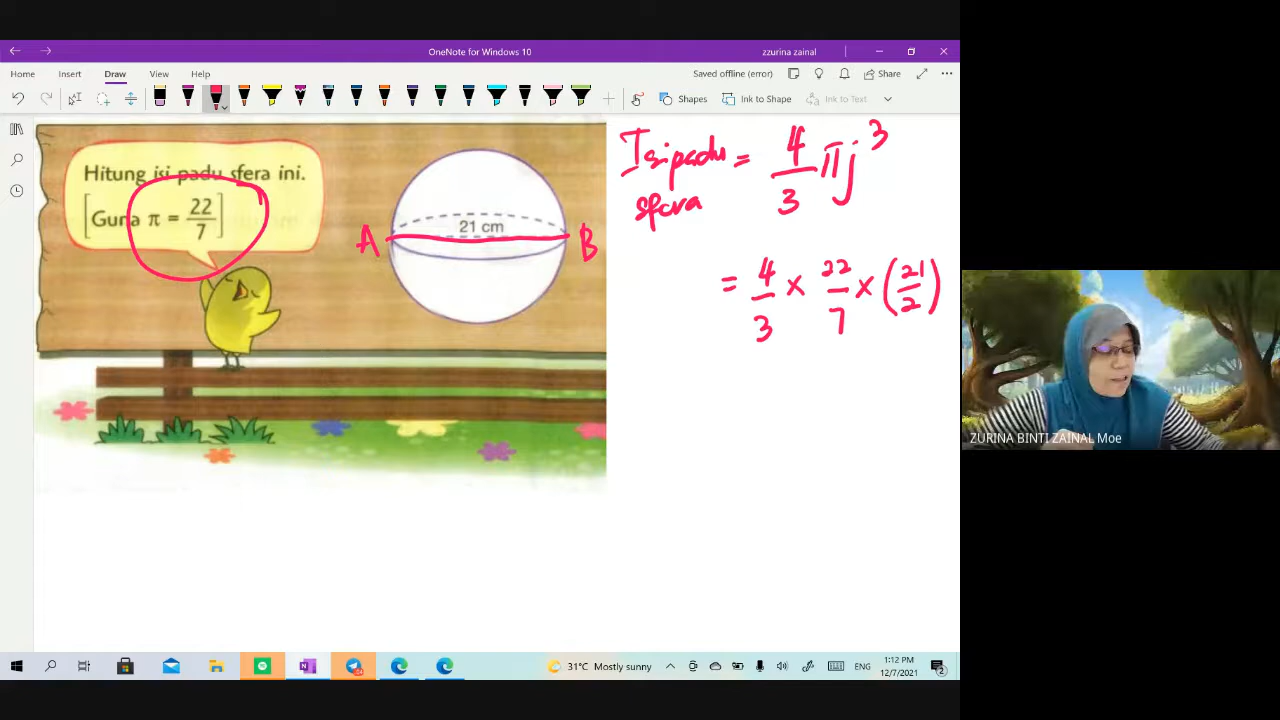 OneNote for Windows 10
zzurina zainal
Home Insert Draw View Help
Saved offline (error)
Share
Shapes
Ink to Shape
Ink to Text
Hitung isi padu sfera ini.
[Guna π = 22/7]
21 cm
A
B
Isipadu sfera = 4/3 πj³
= 4/3 × 22/7 × (21/2)
ZURINA BINTI ZAINAL Moe
31°C Mostly sunny
ENG
1:12 PM
12/7/2021
2